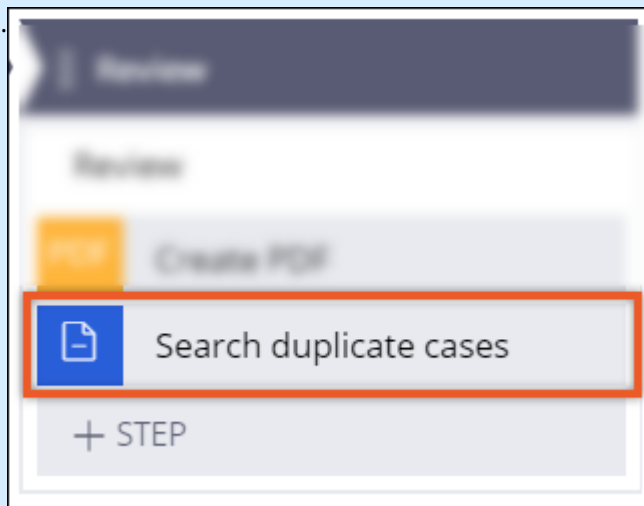 Review
Review
PDF
Create PDF
Search duplicate cases
+ STEP